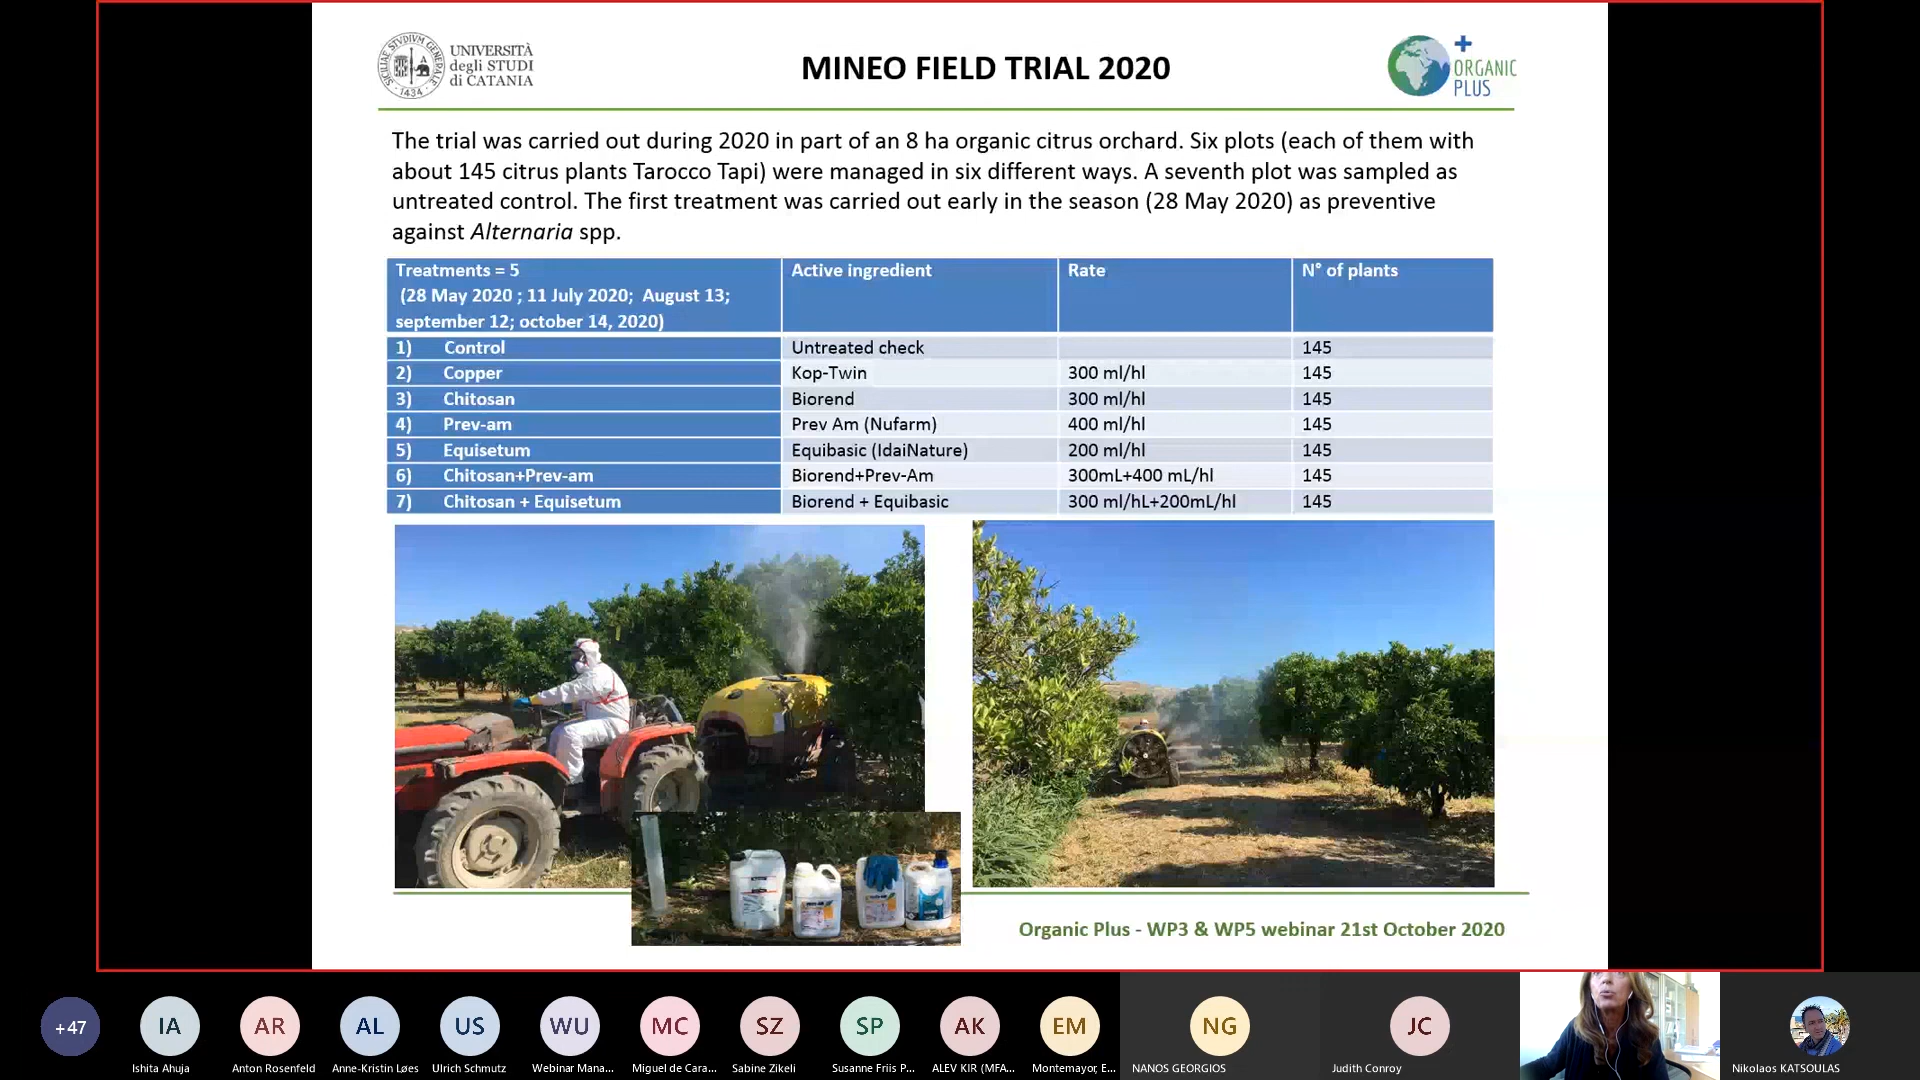 UNIVERSITÀ
degli STUDI
di CATANIA
SICILIAE STVDIVM GENERALE
1434
MINEO FIELD TRIAL 2020
+
ORGANIC
PLUS
The trial was carried out during 2020 in part of an 8 ha organic citrus orchard. Six plots (each of them with
about 145 citrus plants Tarocco Tapi) were managed in six different ways. A seventh plot was sampled as
untreated control. The first treatment was carried out early in the season (28 May 2020) as preventive
against Alternaria spp.
Treatments = 5
(28 May 2020 ; 11 July 2020; August 13;
september 12; october 14, 2020)
Active ingredient
Rate
N° of plants
1) Control Untreated check 145
2) Copper Kop-Twin 300 ml/hl 145
3) Chitosan Biorend 300 ml/hl 145
4) Prev-am Prev Am (Nufarm) 400 ml/hl 145
5) Equisetum Equibasic (IdaiNature) 200 ml/hl 145
6) Chitosan+Prev-am Biorend+Prev-Am 300mL+400 mL/hl 145
7) Chitosan + Equisetum Biorend + Equibasic 300 ml/hL+200mL/hl 145
Organic Plus - WP3 & WP5 webinar 21st October 2020
+47
IA
AR
AL
US
WU
MC
SZ
SP
AK
EM
NG
JC
Ishita Ahuja
Anton Rosenfeld
Anne-Kristin Løes
Ulrich Schmutz
Webinar Mana...
Miguel de Cara...
Sabine Zikeli
Susanne Friis P...
ALEV KIR (MFA...
Montemayor, E...
NANOS GEORGIOS
Judith Conroy
Nikolaos KATSOULAS